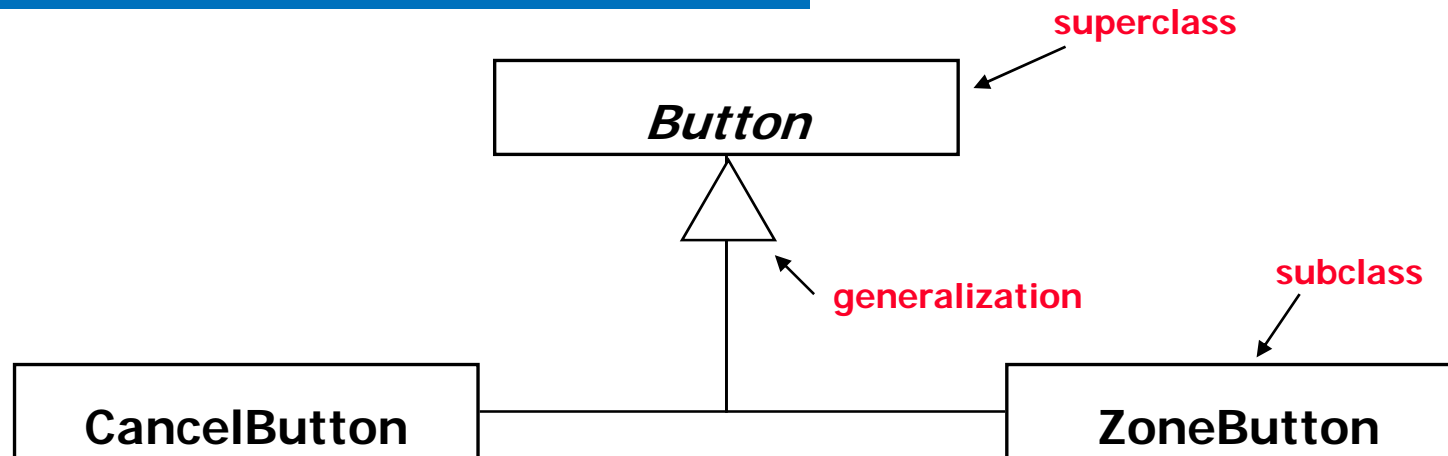 superclass
Button
generalization
subclass
CancelButton
ZoneButton